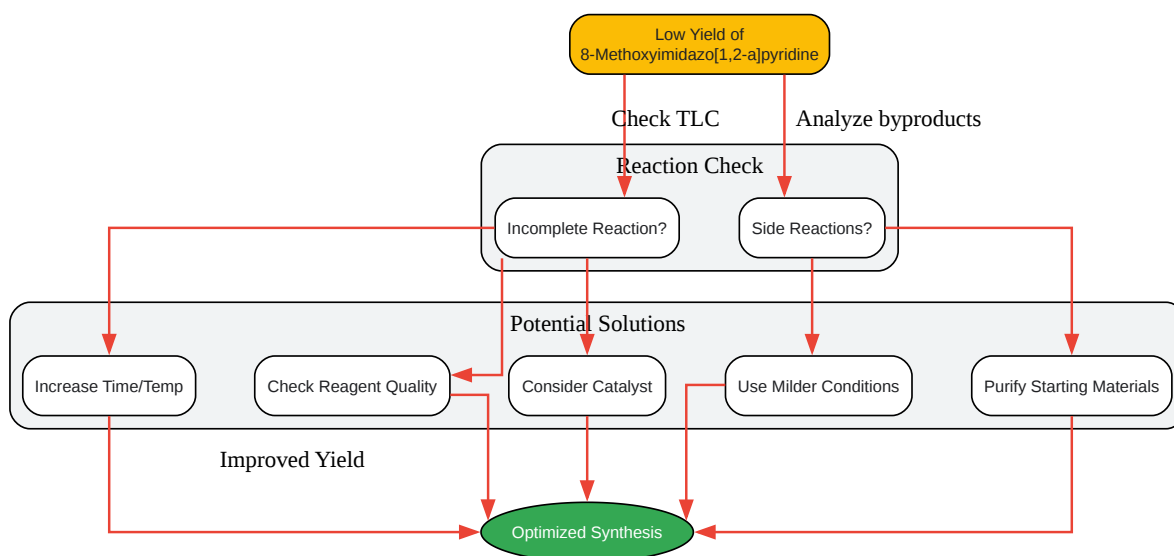 Low Yield of
8-Methoxyimidazo[1,2-a]pyridine
Check TLC
Analyze byproducts
Reaction Check
Incomplete Reaction?
Side Reactions?
Potential Solutions
Increase Time/Temp
Check Reagent Quality
Consider Catalyst
Use Milder Conditions
Purify Starting Materials
Improved Yield
Optimized Synthesis